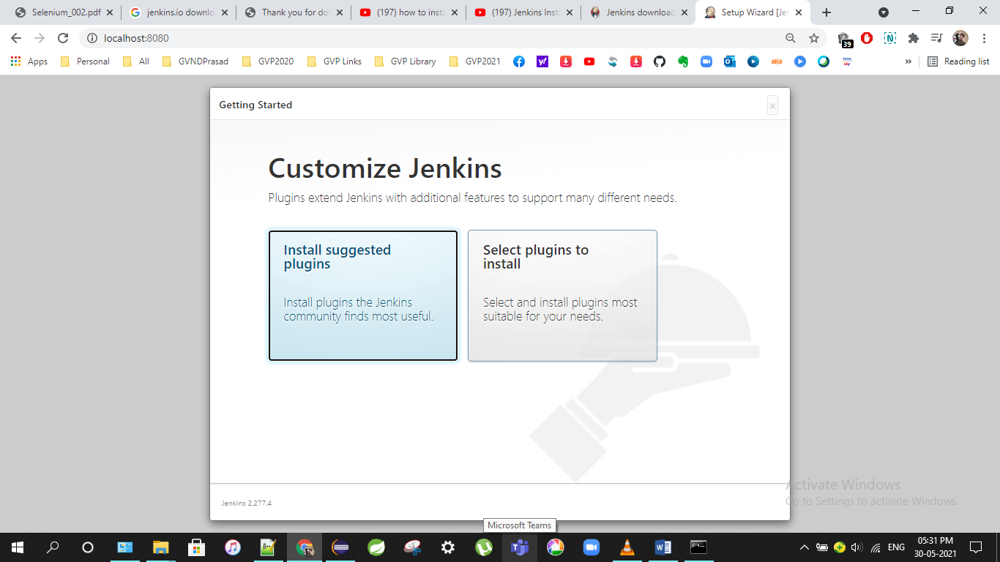 Selenium_002.pdf
jenkins.io downlo
Thank you for do
(197) how to insta
(197) Jenkins Inst
Jenkins download
Setup Wizard [Je
localhost:8080
39
Apps
Personal
All
GVNDPrasad
GVP2020
GVP Links
GVP Library
GVP2021
»
Reading list
Getting Started
Customize Jenkins
Plugins extend Jenkins with additional features to support many different needs.
Install suggested
plugins
Install plugins the Jenkins
community finds most useful.
Select plugins to
install
Select and install plugins most
suitable for your needs.
Activate Windows
Go to Settings to activate Windows.
Jenkins 2.277.4
Microsoft Teams
ENG
05:31 PM
30-05-2021